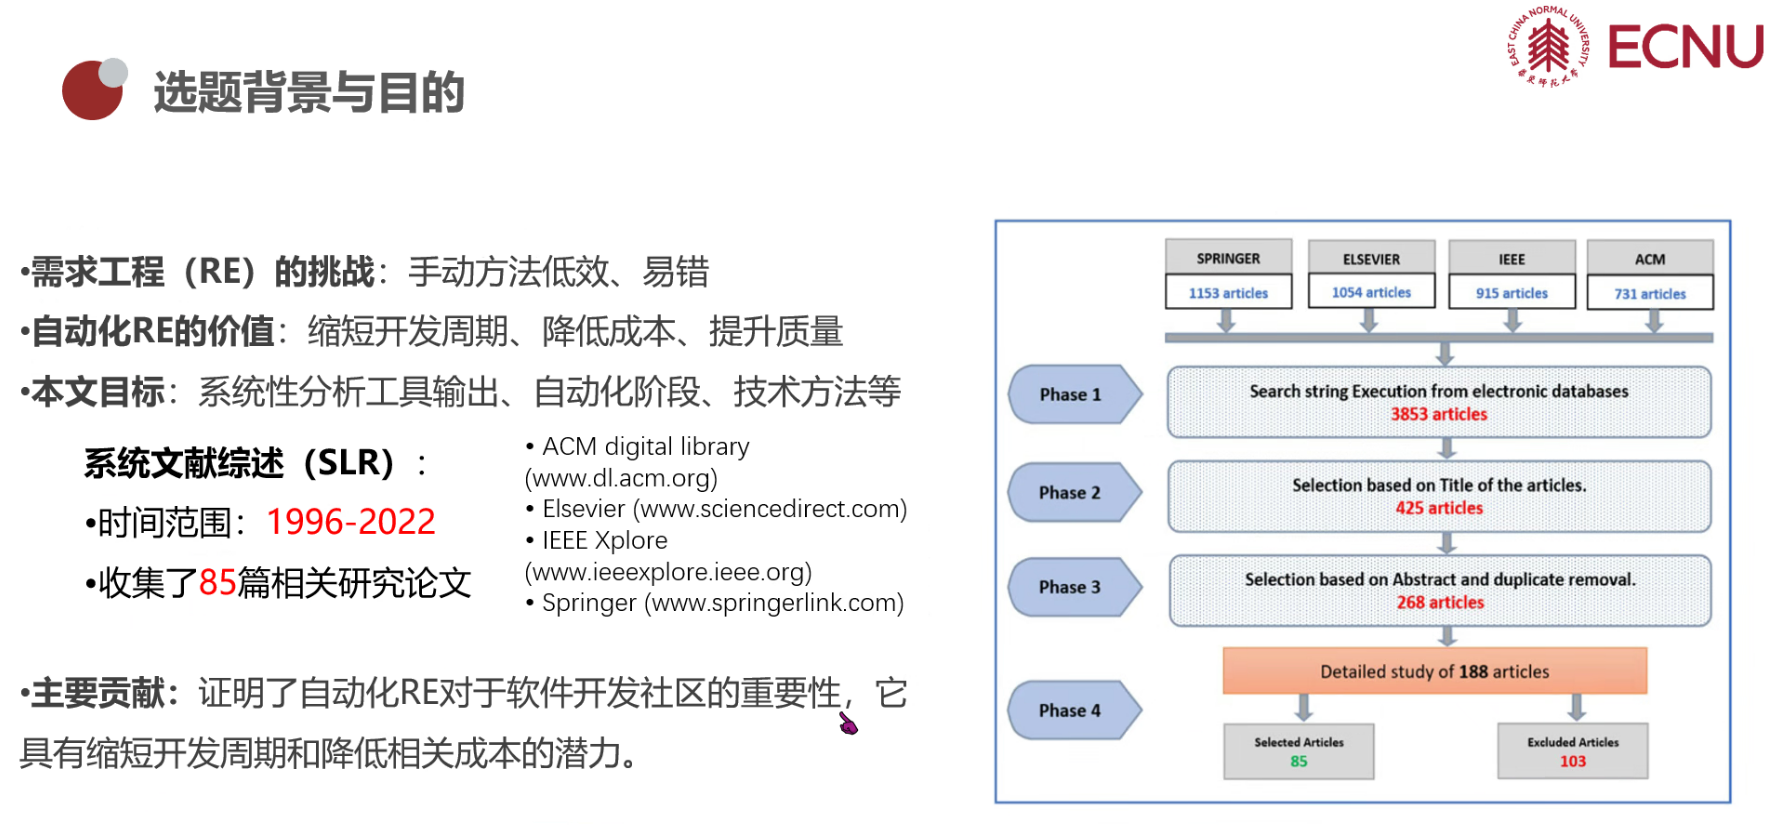 EAST CHINA NORMAL UNIVERSITY
华东师范大学
ECNU
选题背景与目的
•需求工程（RE）的挑战：手动方法低效、易错
•自动化RE的价值：缩短开发周期、降低成本、提升质量
•本文目标：系统性分析工具输出、自动化阶段、技术方法等
系统文献综述（SLR）：
•时间范围：1996-2022
•收集了85篇相关研究论文
• ACM digital library
(www.dl.acm.org)
• Elsevier (www.sciencedirect.com)
• IEEE Xplore
(www.ieeexplore.ieee.org)
• Springer (www.springerlink.com)
•主要贡献：证明了自动化RE对于软件开发社区的重要性，它
具有缩短开发周期和降低相关成本的潜力。
SPRINGER
1153 articles
ELSEVIER
1054 articles
IEEE
915 articles
ACM
731 articles
Phase 1
Search string Execution from electronic databases
3853 articles
Phase 2
Selection based on Title of the articles.
425 articles
Phase 3
Selection based on Abstract and duplicate removal.
268 articles
Phase 4
Detailed study of 188 articles
Selected Articles
85
Excluded Articles
103